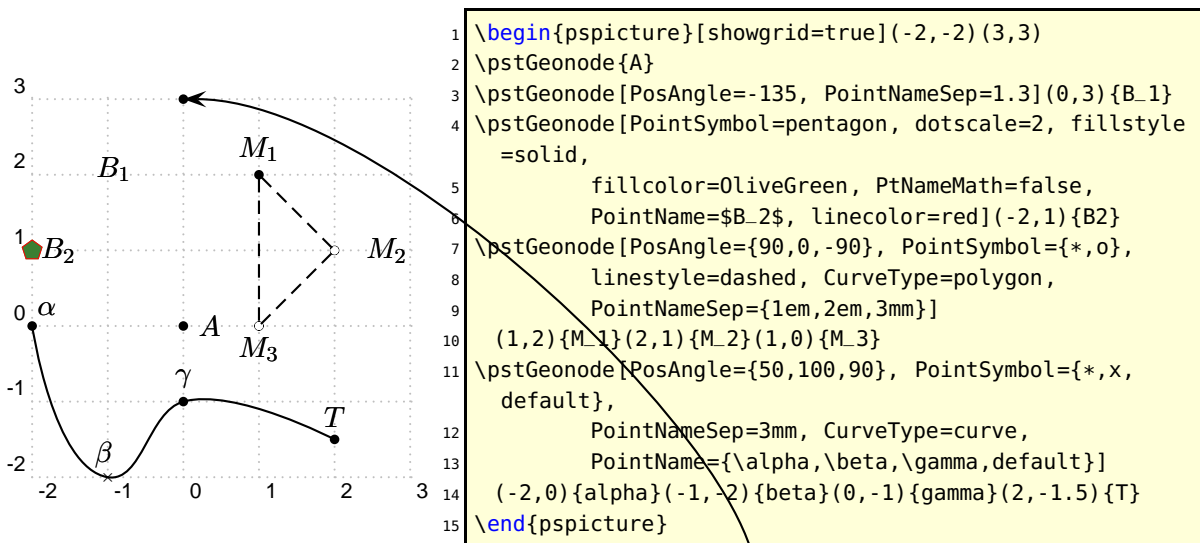 3
M₁
2
B₁
1
B₂
M₂
0
α
A
M₃
-1
γ
T
β
-2
-2 -1 0 1 2 3
1 \begin{pspicture}[showgrid=true](-2,-2)(3,3)
2 \pstGeonode{A}
3 \pstGeonode[PosAngle=-135, PointNameSep=1.3](0,3){B_1}
4 \pstGeonode[PointSymbol=pentagon, dotscale=2, fillstyle
=solid,
5 fillcolor=OliveGreen, PtNameMath=false,
6 PointName=$B_2$, linecolor=red](-2,1){B2}
7 \pstGeonode[PosAngle={90,0,-90}, PointSymbol={*,o},
8 linestyle=dashed, CurveType=polygon,
9 PointNameSep={1em,2em,3mm}]
10 (1,2){M_1}(2,1){M_2}(1,0){M_3}
11 \pstGeonode[PosAngle={50,100,90}, PointSymbol={*,x,
default},
12 PointNameSep=3mm, CurveType=curve,
13 PointName={\alpha,\beta,\gamma,default}]
14 (-2,0){alpha}(-1,-2){beta}(0,-1){gamma}(2,-1.5){T}
15 \end{pspicture}